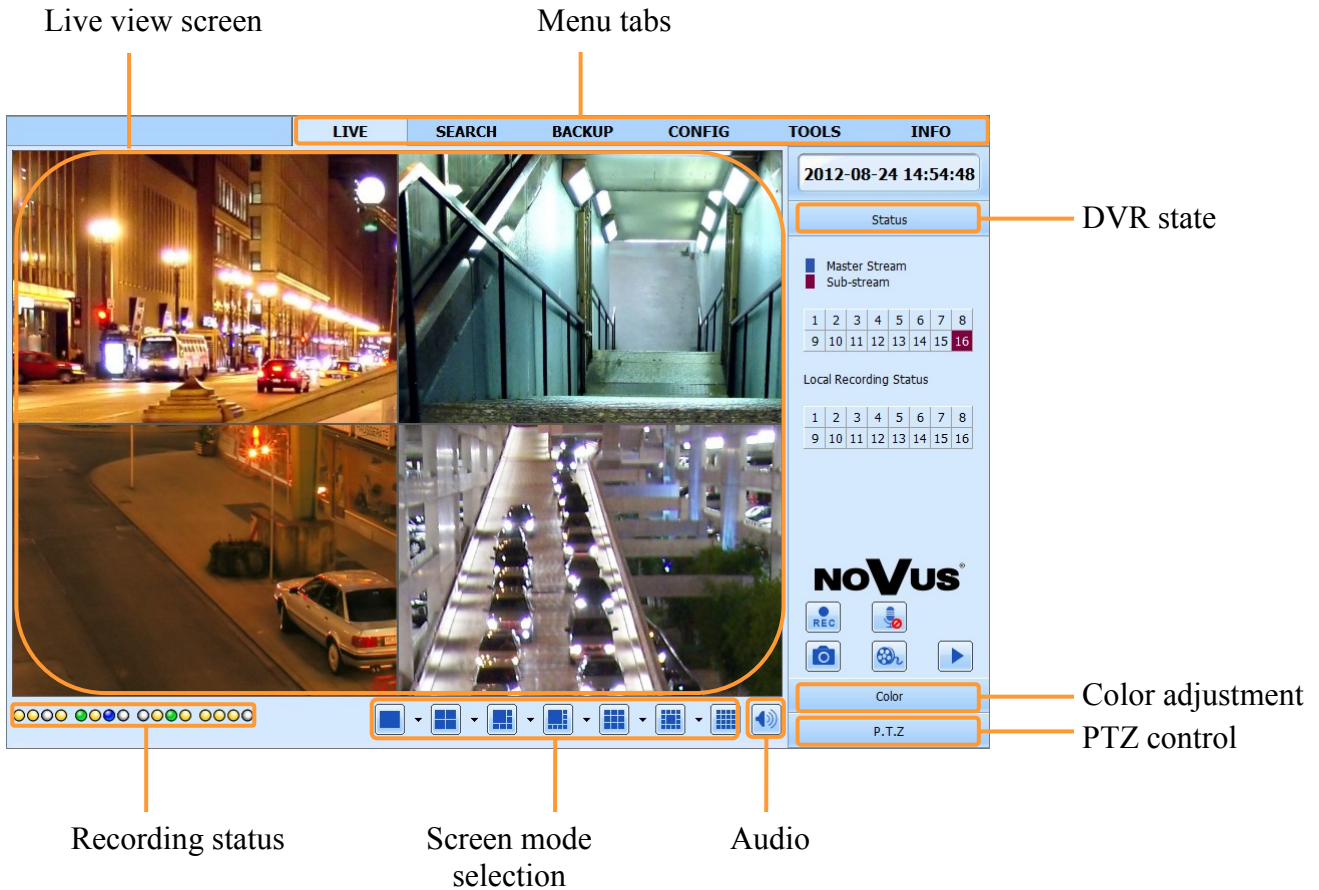 Live view screen
Menu tabs
LIVE SEARCH BACKUP CONFIG TOOLS INFO
2012-08-24 14:54:48
Status
DVR state
Master Stream
Sub-stream
1 2 3 4 5 6 7 8
9 10 11 12 13 14 15 16
Local Recording Status
1 2 3 4 5 6 7 8
9 10 11 12 13 14 15 16
NOVUS®
REC
Color
Color adjustment
P.T.Z
PTZ control
Recording status
Screen mode
selection
Audio